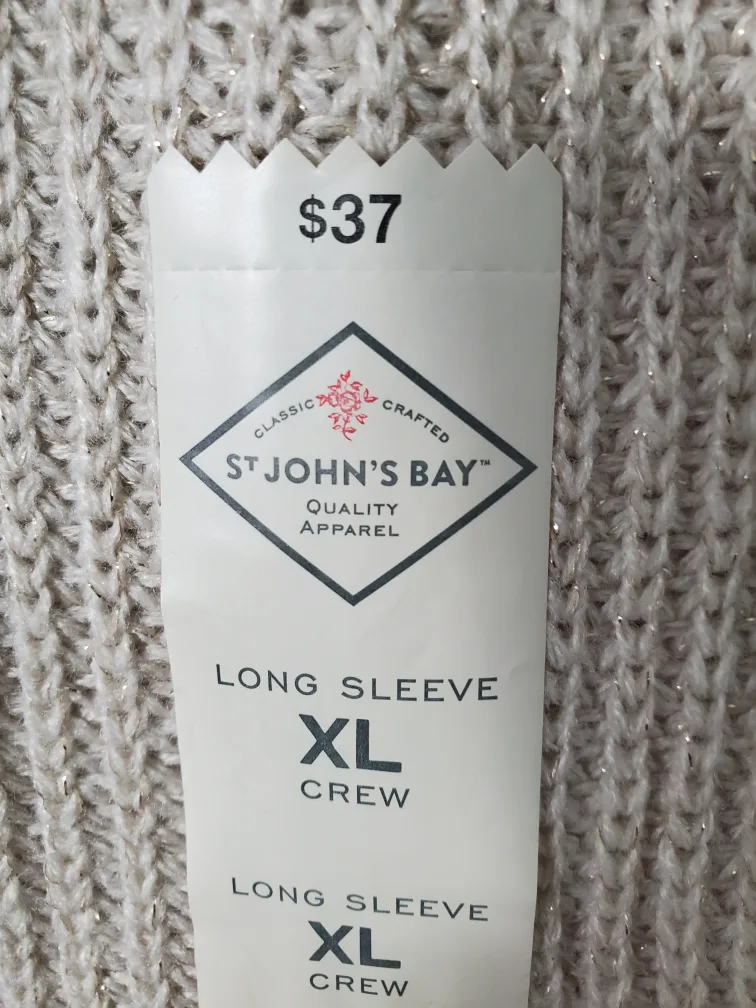 $37
CLASSIC CRAFTED
ST JOHN'S BAY™
QUALITY
APPAREL
LONG SLEEVE
XL
CREW
LONG SLEEVE
XL
CREW